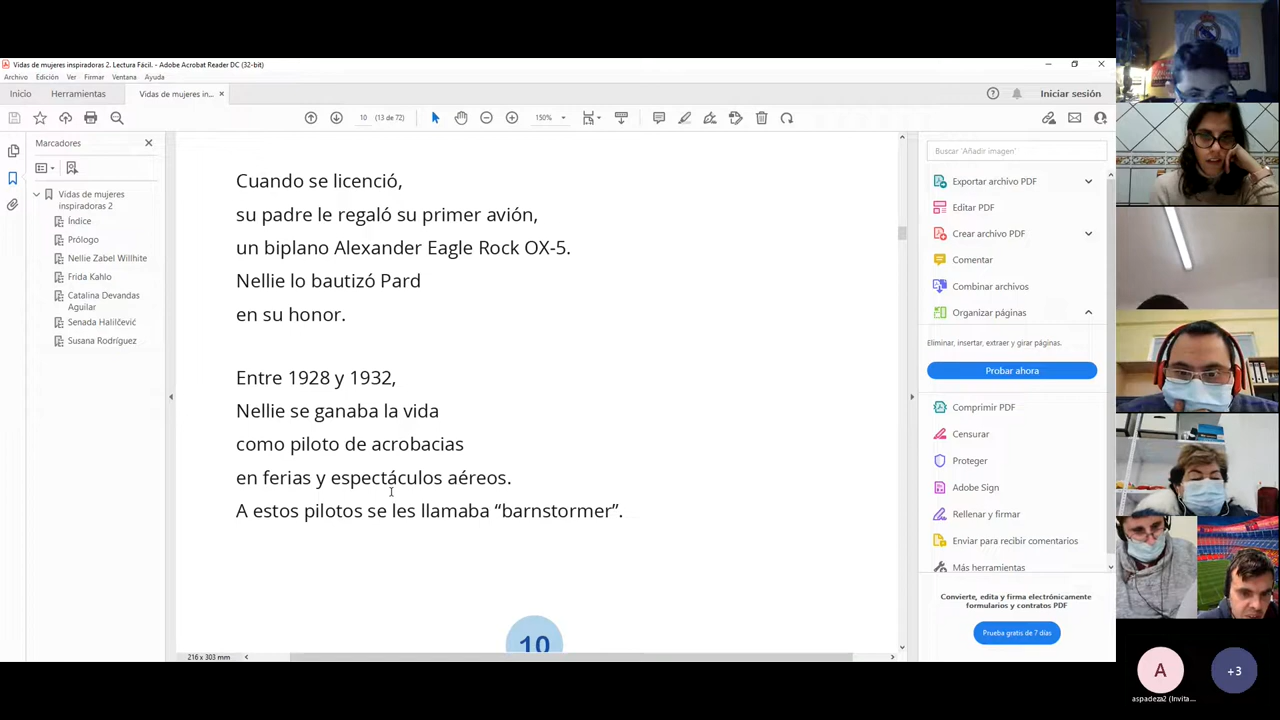 Vidas de mujeres inspiradoras 2. Lectura Fácil. - Adobe Acrobat Reader DC (32-bit)
Archivo Edición Ver Firmar Ventana Ayuda
Inicio Herramientas Vidas de mujeres in... Iniciar sesión
10 (13 de 72) 150%
Marcadores
Vidas de mujeres
inspiradoras 2
Índice
Prólogo
Nellie Zabel Willhite
Frida Kahlo
Catalina Devandas
Aguilar
Senada Halilčević
Susana Rodríguez
Cuando se licenció,
su padre le regaló su primer avión,
un biplano Alexander Eagle Rock OX-5.
Nellie lo bautizó Pard
en su honor.
Entre 1928 y 1932,
Nellie se ganaba la vida
como piloto de acrobacias
en ferias y espectáculos aéreos.
A estos pilotos se les llamaba “barnstormer”.
10
216 x 303 mm
Buscar 'Añadir imagen'
Exportar archivo PDF
Editar PDF
Crear archivo PDF
Comentar
Combinar archivos
Organizar páginas
Eliminar, insertar, extraer y girar páginas.
Probar ahora
Comprimir PDF
Censurar
Proteger
Adobe Sign
Rellenar y firmar
Enviar para recibir comentarios
Más herramientas
Convierte, edita y firma electrónicamente
formularios y contratos PDF
Prueba gratis de 7 días
A
+3
aspadeza2 (Invita...